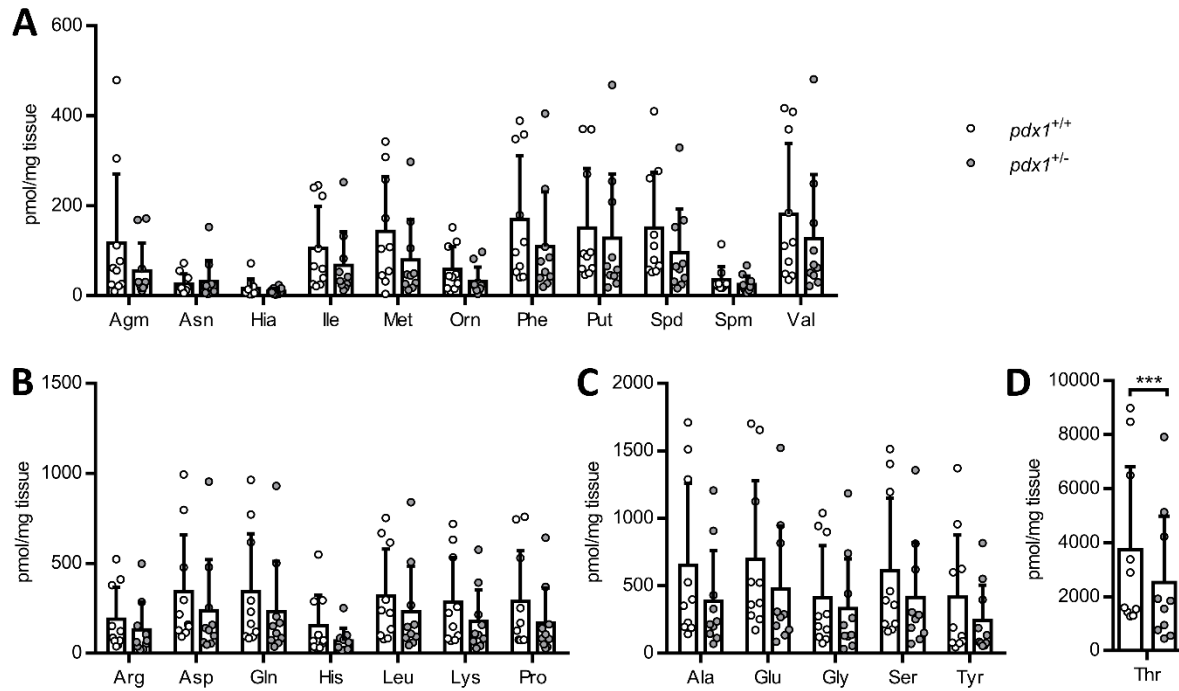 A
600
400
200
0
pmol/mg tissue
Agm Asn Hia Ile Met Orn Phe Put Spd Spm Val
pdx1+/+
pdx1+/-
B
1500
1000
500
0
pmol/mg tissue
Arg Asp Gln His Leu Lys Pro
C
2000
1500
1000
500
0
pmol/mg tissue
Ala Glu Gly Ser Tyr
D
10000
8000
6000
4000
2000
0
pmol/mg tissue
***
Thr